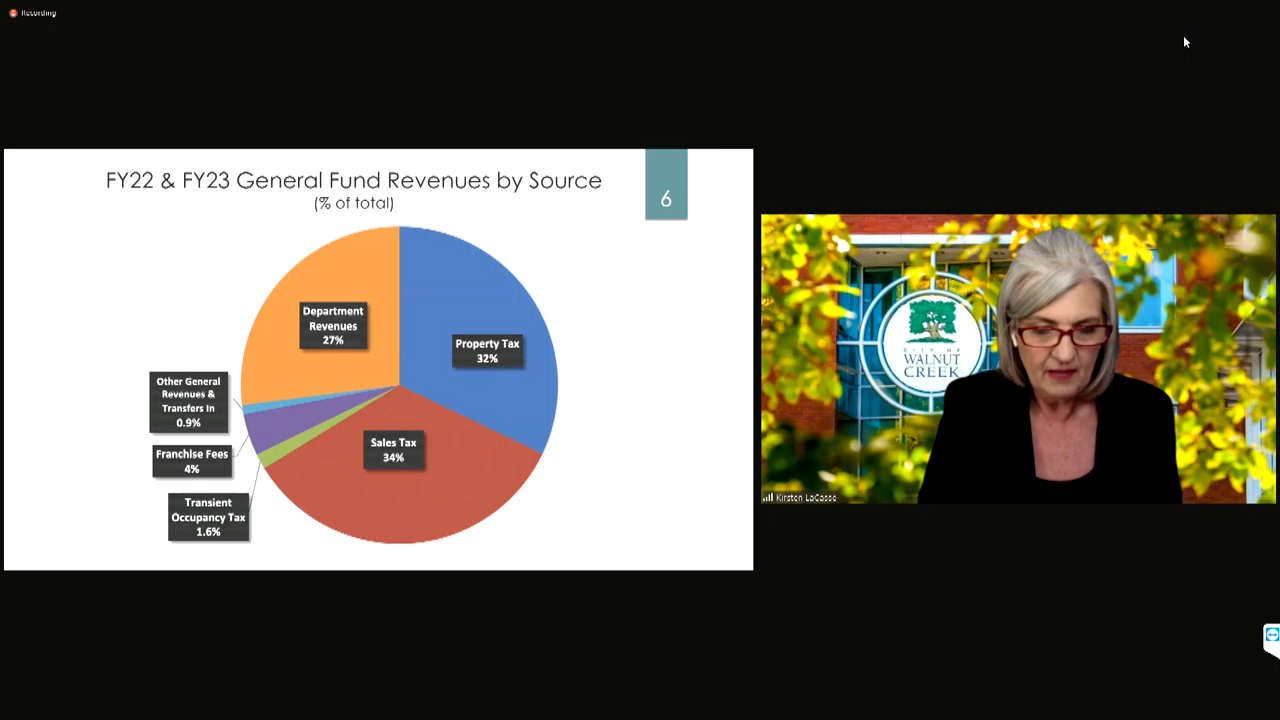 Recording
FY22 & FY23 General Fund Revenues by Source
(% of total)
6
Department
Revenues
27%
Property Tax
32%
Other General
Revenues &
Transfers In
0.9%
Sales Tax
34%
Franchise Fees
4%
Transient
Occupancy Tax
1.6%
CITY OF
WALNUT
CREEK
Kirsten LaCasse